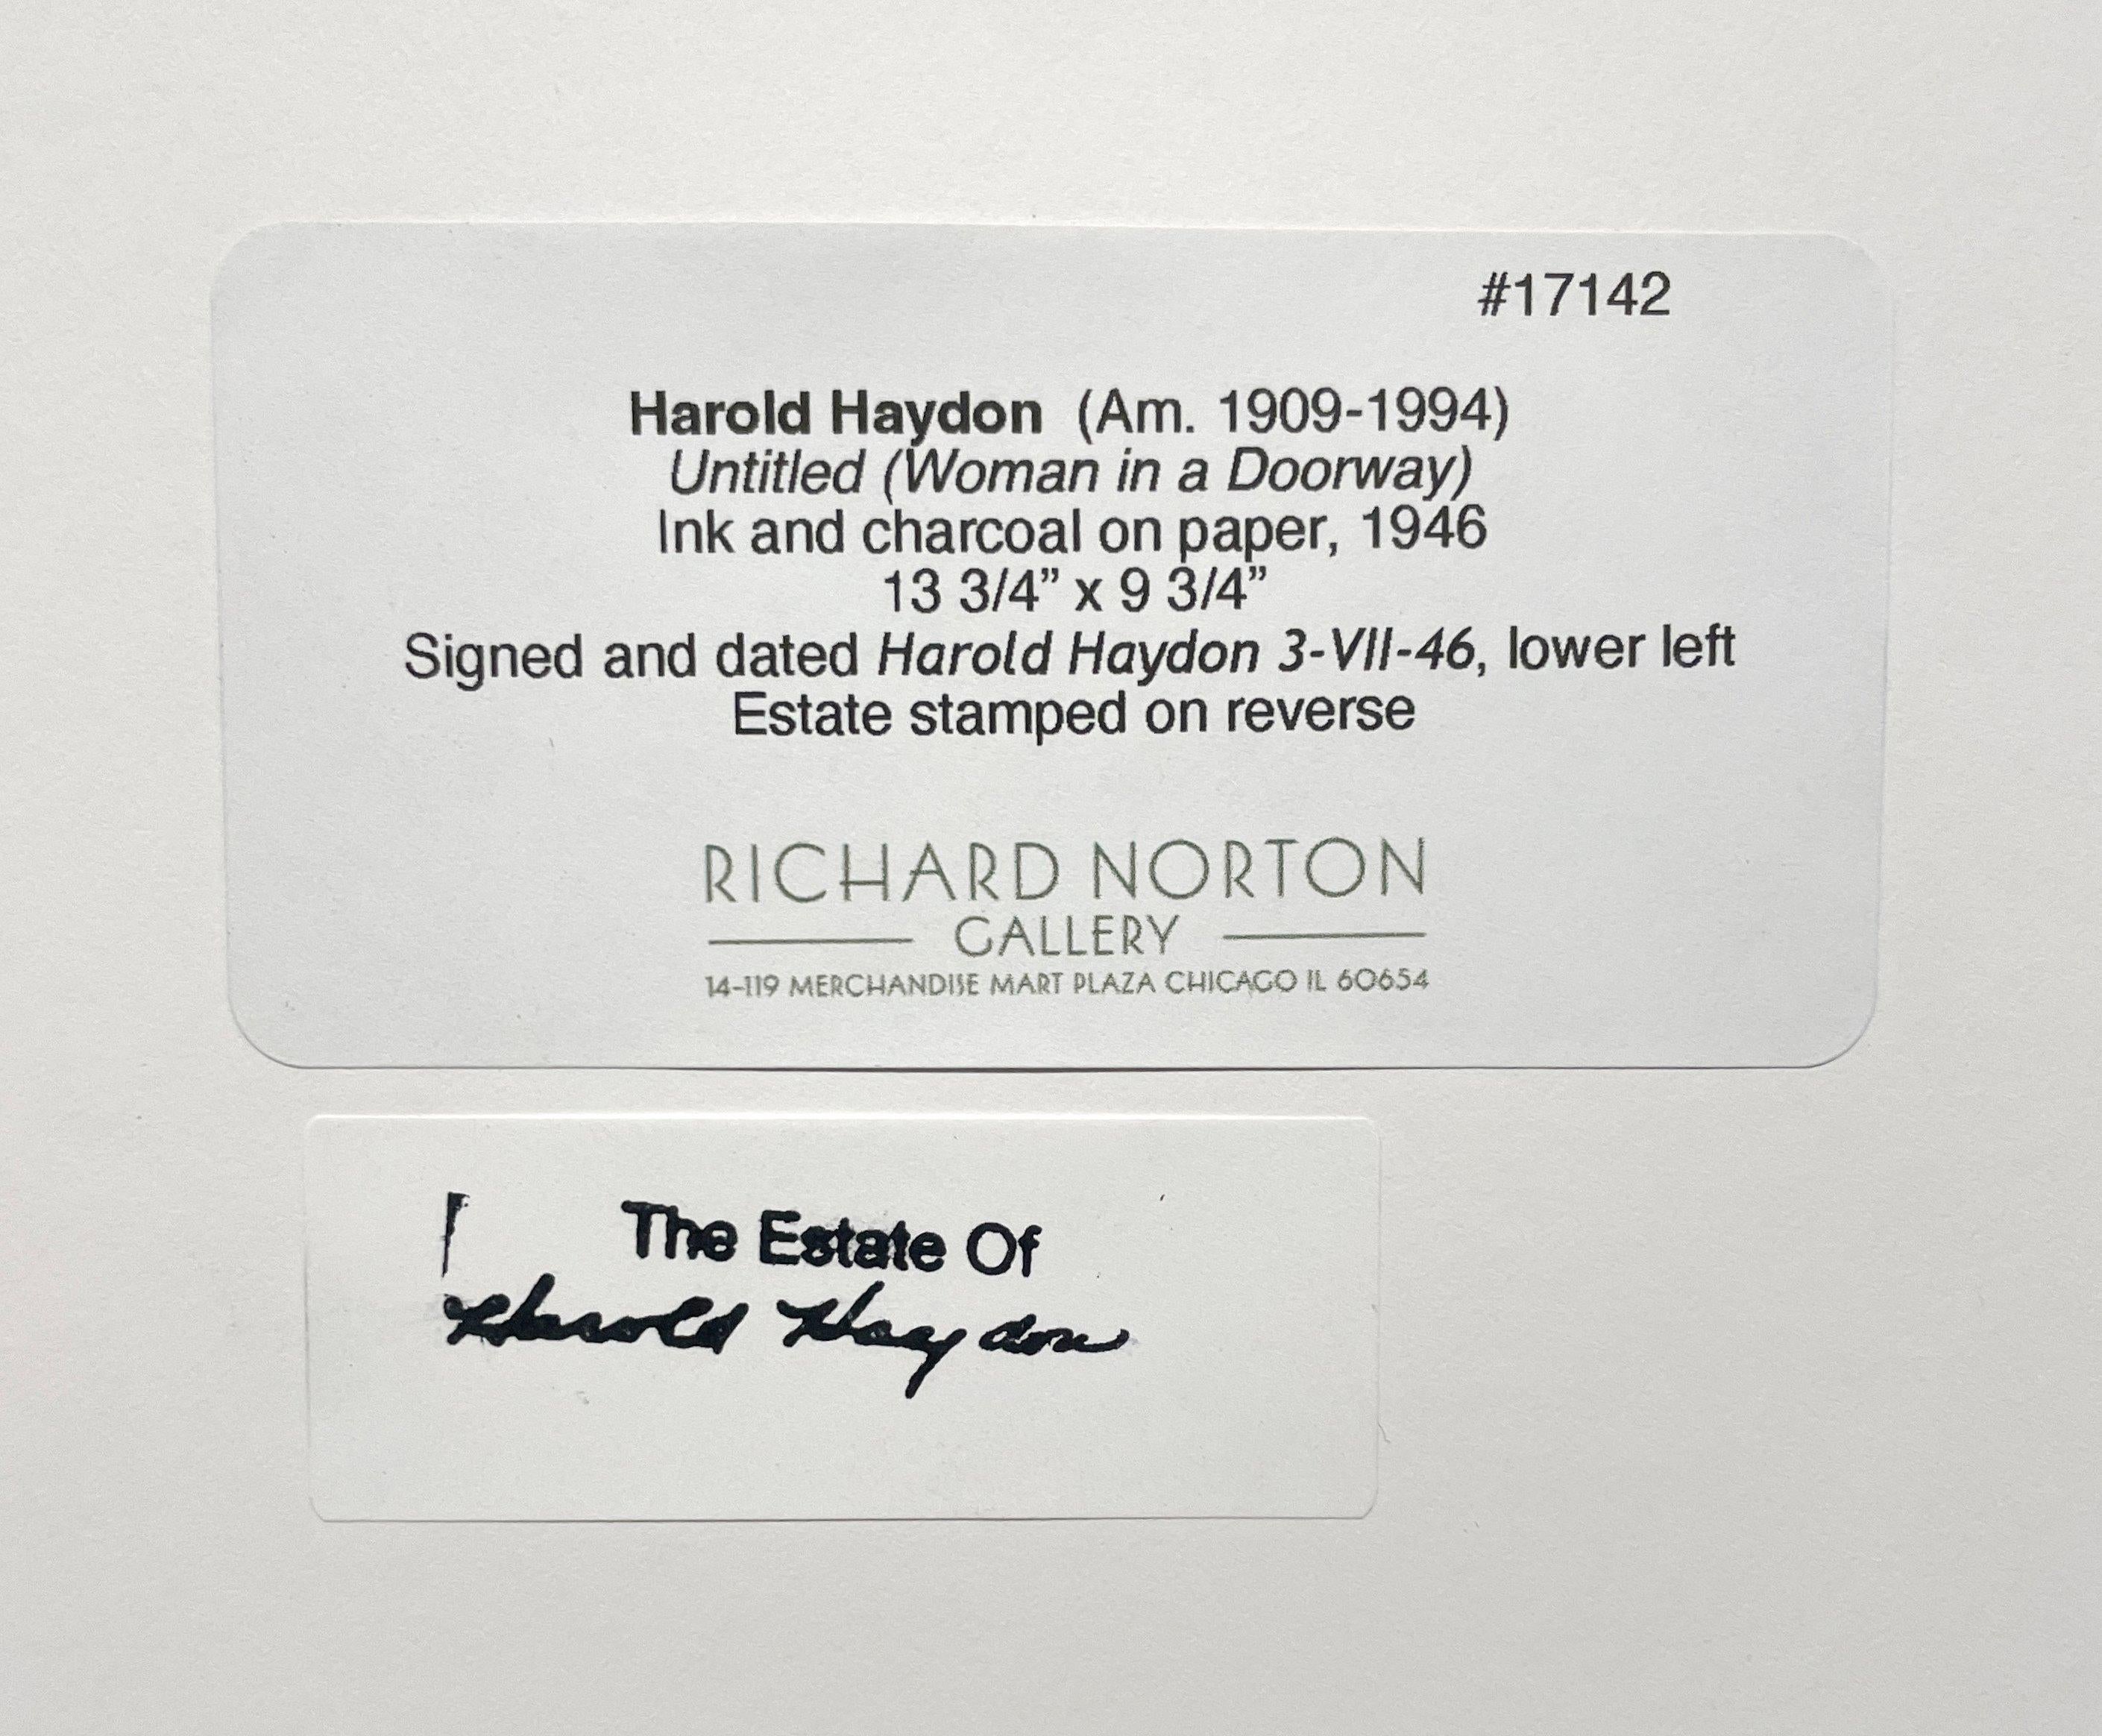 #17142
Harold Haydon (Am. 1909-1994)
Untitled (Woman in a Doorway)
Ink and charcoal on paper, 1946
13 3/4” x 9 3/4”
Signed and dated Harold Haydon 3-VII-46, lower left
Estate stamped on reverse
RICHARD NORTON
GALLERY
14-119 MERCHANDISE MART PLAZA CHICAGO IL 60654
The Estate Of
Harold Haydon